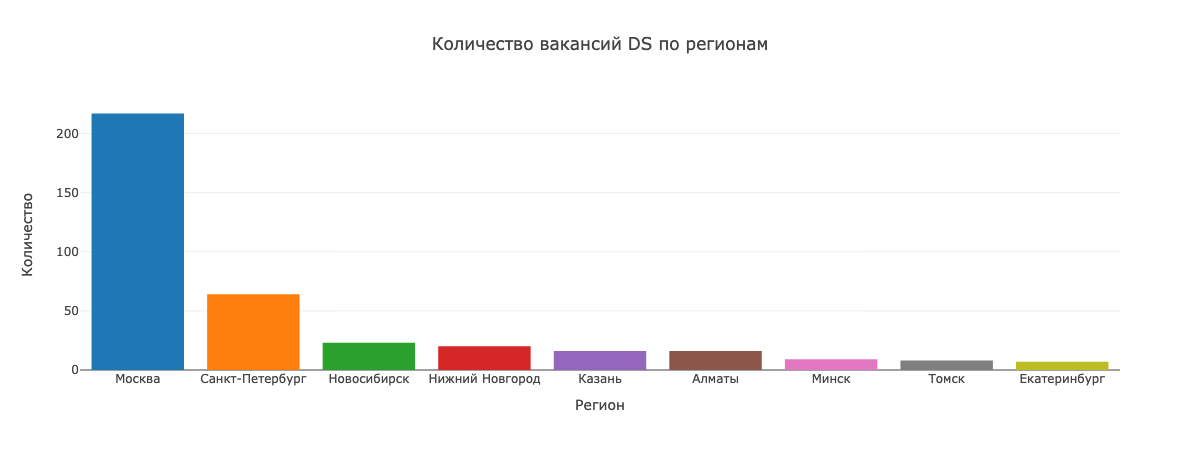 Количество вакансий DS по регионам
Количество
200
150
100
50
0
Москва
Санкт-Петербург
Новосибирск
Нижний Новгород
Казань
Алматы
Минск
Томск
Екатеринбург
Регион